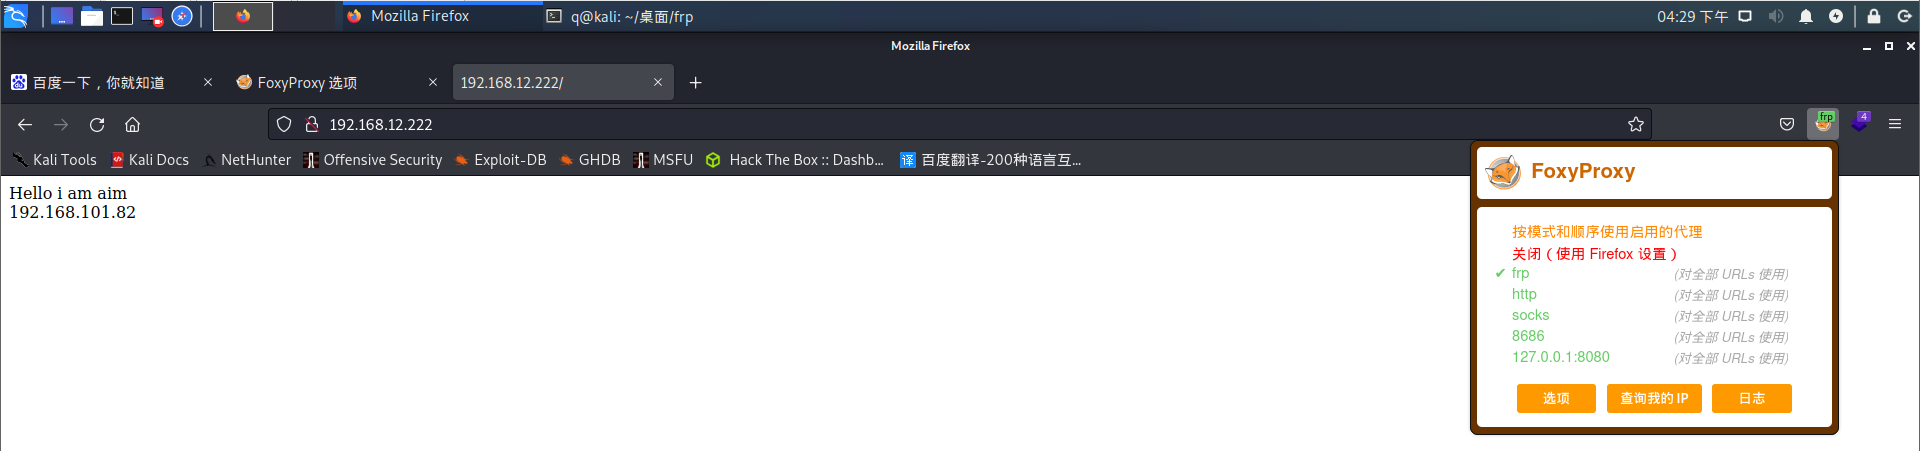 Mozilla Firefox
q@kali: ~/桌面/frp
04:29 下午
Mozilla Firefox
百度一下，你就知道
FoxyProxy 选项
192.168.12.222/
192.168.12.222
frp
4
Kali Tools
Kali Docs
NetHunter
Offensive Security
Exploit-DB
GHDB
MSFU
Hack The Box :: Dashb...
译 百度翻译-200种语言互...
Hello i am aim
192.168.101.82
FoxyProxy
按模式和顺序使用启用的代理
关闭（使用 Firefox 设置）
✔ frp (对全部 URLs 使用)
http (对全部 URLs 使用)
socks (对全部 URLs 使用)
8686 (对全部 URLs 使用)
127.0.0.1:8080 (对全部 URLs 使用)
选项 查询我的 IP 日志